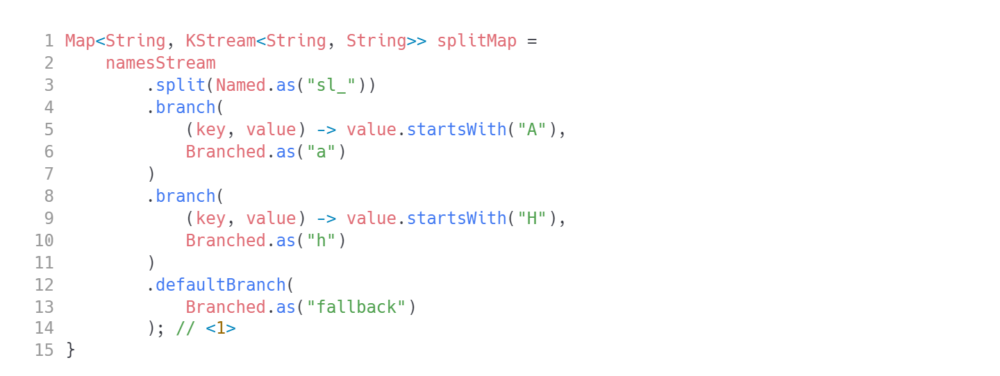 1 Map<String, KStream<String, String>> splitMap =
2     namesStream
3         .split(Named.as("sl_"))
4         .branch(
5             (key, value) -> value.startsWith("A"),
6             Branched.as("a")
7         )
8         .branch(
9             (key, value) -> value.startsWith("H"),
10             Branched.as("h")
11         )
12         .defaultBranch(
13             Branched.as("fallback")
14         ); // <1>
15 }